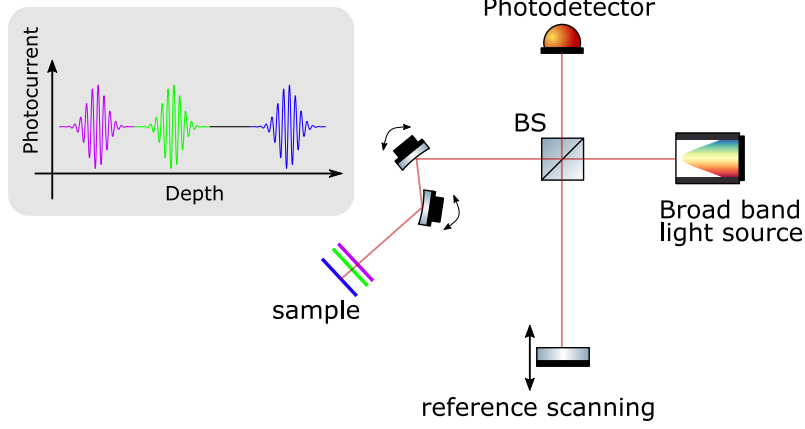 Photodetector
Photocurrent
Depth
BS
Broad band
light source
sample
reference scanning